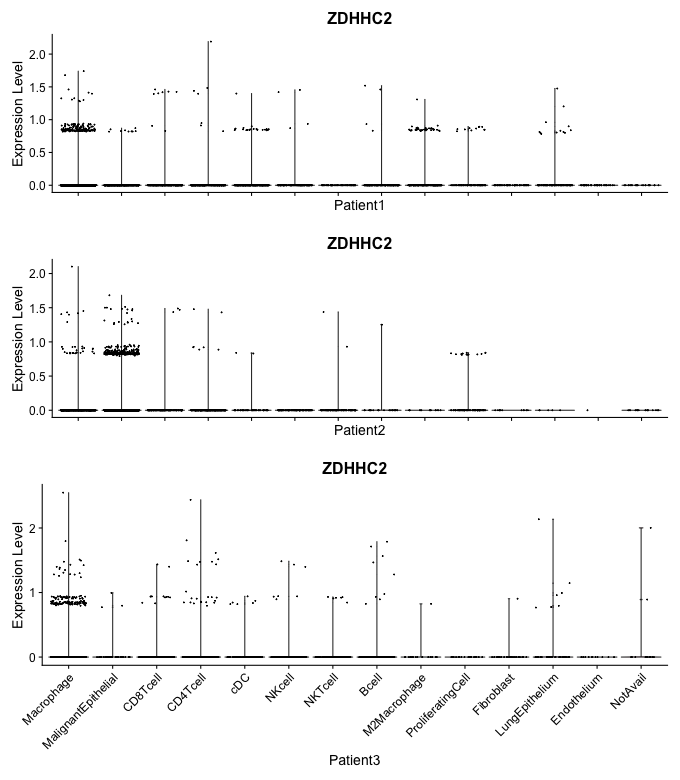 ZDHHC2
Expression Level
2.0
1.5
1.0
0.5
0.0
Patient1
ZDHHC2
Expression Level
2.0
1.5
1.0
0.5
0.0
Patient2
ZDHHC2
Expression Level
2
1
0
Macrophage
MalignantEpithelial
CD8Tcell
CD4Tcell
cDC
NKcell
NKTcell
Bcell
M2Macrophage
ProliferatingCell
Fibroblast
LungEpithelium
Endothelium
NotAvail
Patient3